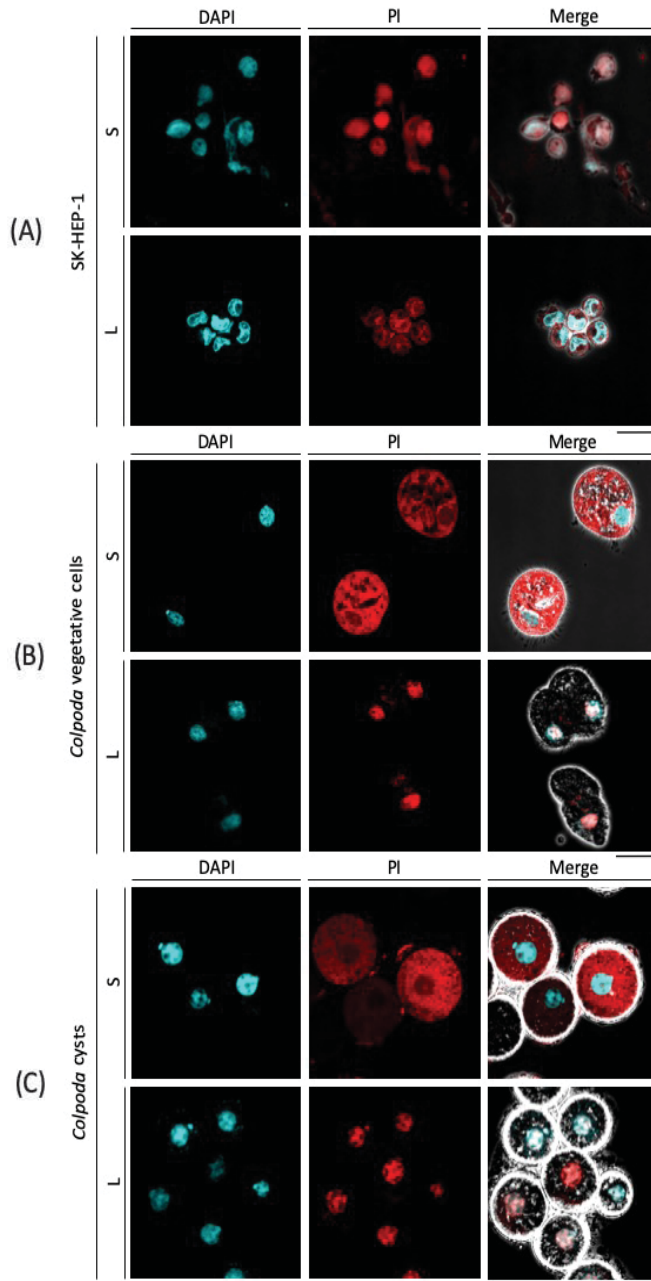 DAPI PI Merge
(A)
SK-HEP-1
S
L
DAPI PI Merge
(B)
Colpoda vegetative cells
S
L
DAPI PI Merge
(C)
Colpoda cysts
S
L